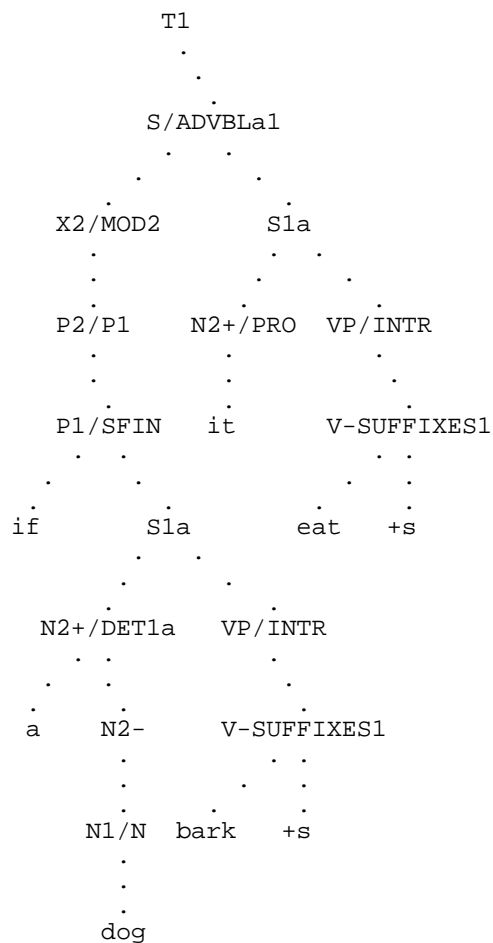 T1
S/ADVBLa1
X2/MOD2 S1a
P2/P1 N2+/PRO VP/INTR
P1/SFIN it V-SUFFIXES1
if S1a eat +s
N2+/DET1a VP/INTR
a N2- V-SUFFIXES1
N1/N bark +s
dog